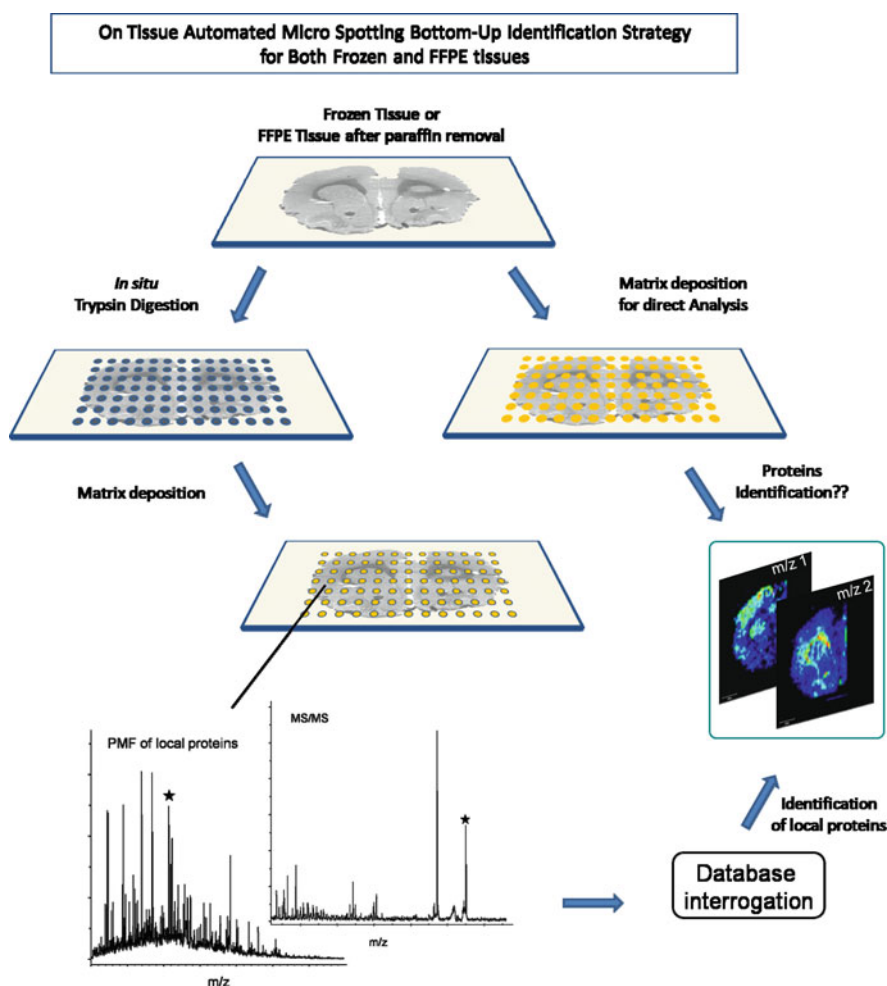 On Tissue Automated Micro Spotting Bottom-Up Identification Strategy
for Both Frozen and FFPE tissues
Frozen Tissue or
FFPE Tissue after paraffin removal
In situ
Trypsin Digestion
Matrix deposition
for direct Analysis
Matrix deposition
Proteins
Identification??
m/z 1
m/z 2
PMF of local proteins
MS/MS
m/z
m/z
Identification
of local proteins
Database
interrogation